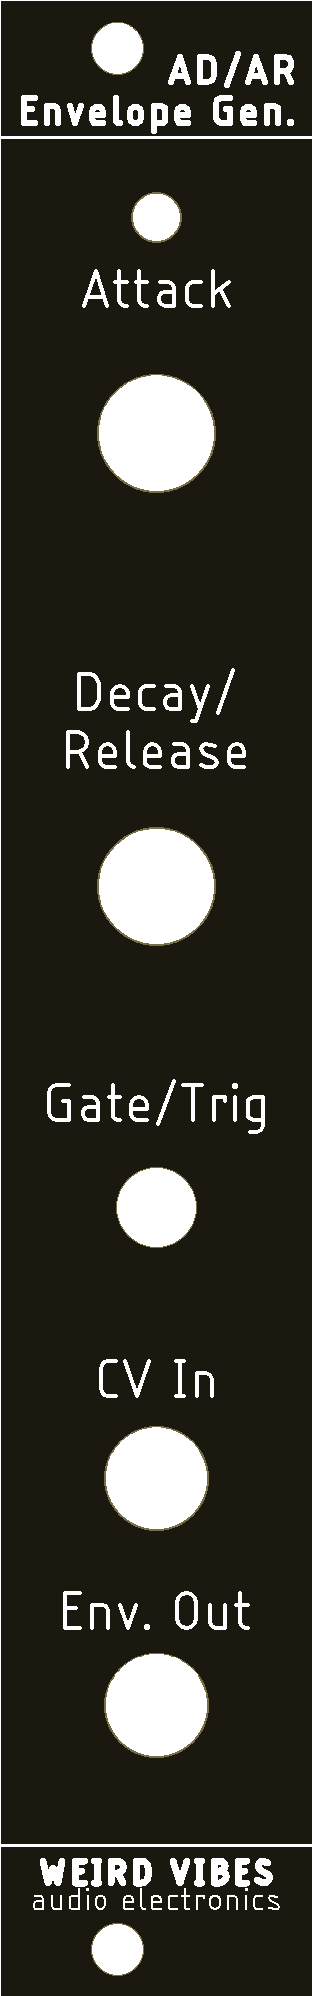 AD/AR
Envelope Gen.
Attack
Decay/
Release
Gate/Trig
CV In
Env. Out
WEIRD VIBES
audio electronics